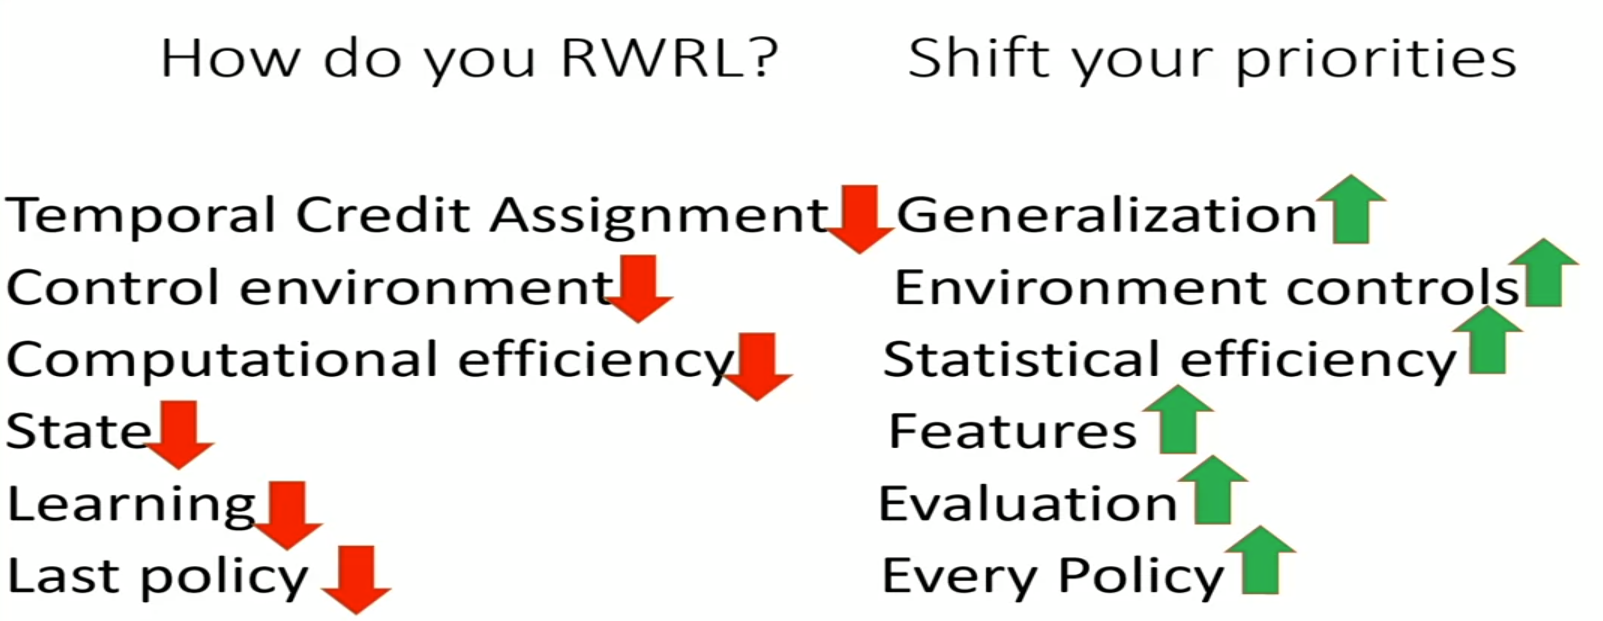 How do you RWRL? Shift your priorities
Temporal Credit Assignment Generalization
Control environment Environment controls
Computational efficiency Statistical efficiency
State Features
Learning Evaluation
Last policy Every Policy